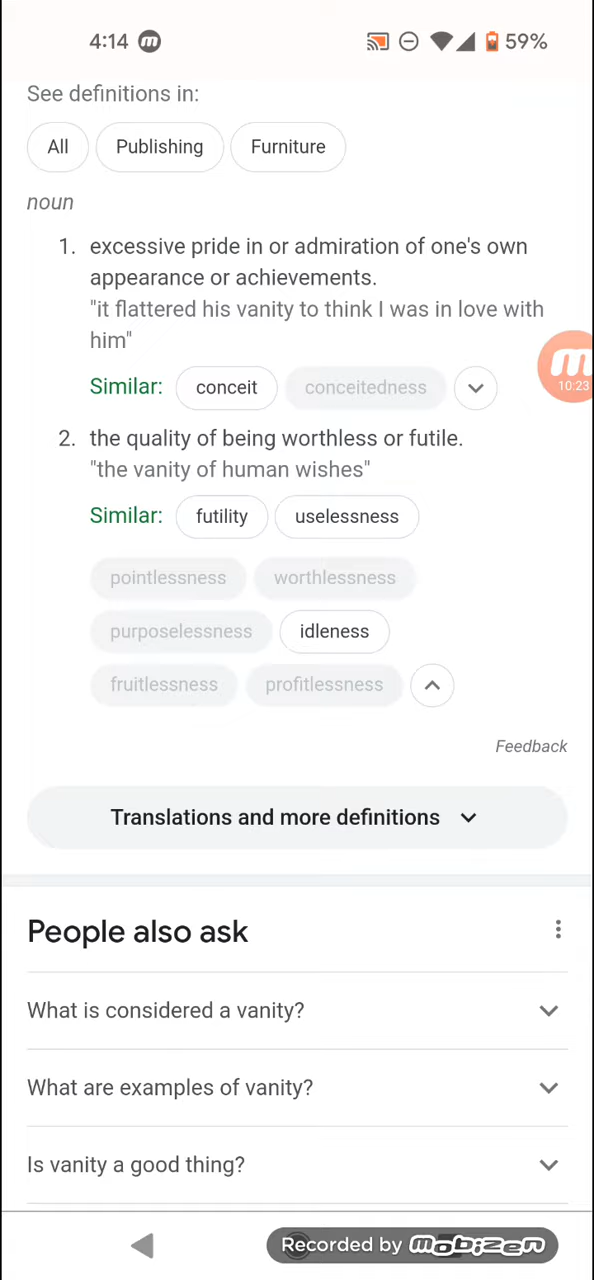 4:14 m 59%
See definitions in:
All Publishing Furniture
noun
1. excessive pride in or admiration of one's own
appearance or achievements.
"it flattered his vanity to think I was in love with
him"
m
10:23
Similar: conceit conceitedness
2. the quality of being worthless or futile.
"the vanity of human wishes"
Similar: futility uselessness
pointlessness worthlessness
purposelessness idleness
fruitlessness profitlessness
Feedback
Translations and more definitions
People also ask
What is considered a vanity?
What are examples of vanity?
Is vanity a good thing?
Recorded by mobizen